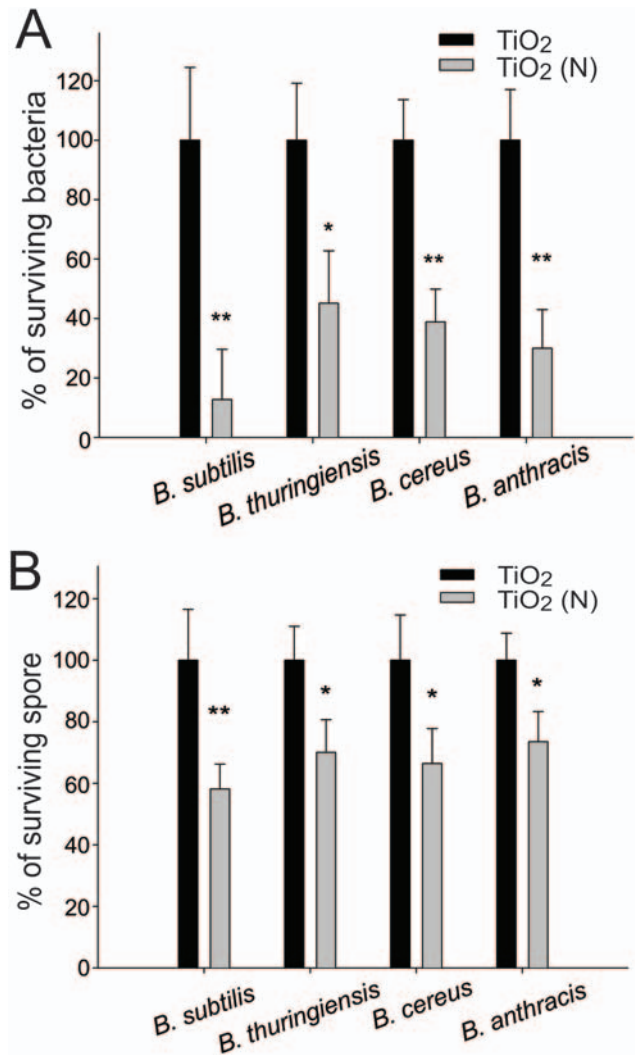 A
TiO2
TiO2 (N)
% of surviving bacteria
120
100
80
60
40
20
0
** * ** **
B. subtilis
B. thuringiensis
B. cereus
B. anthracis
B
TiO2
TiO2 (N)
% of surviving spore
120
100
80
60
40
20
0
** * * *
B. subtilis
B. thuringiensis
B. cereus
B. anthracis